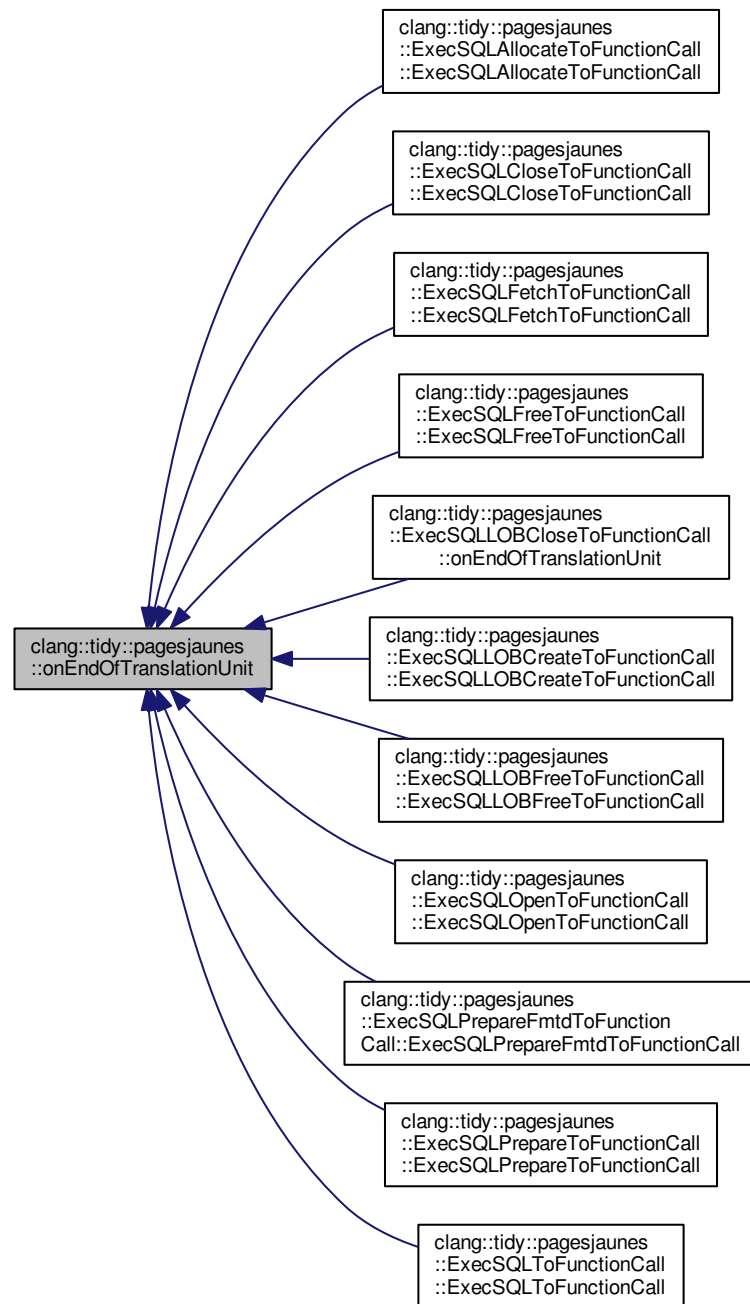 clang::tidy::pagesjaunes
::ExecSQLAllocateToFunctionCall
::ExecSQLAllocateToFunctionCall
clang::tidy::pagesjaunes
::ExecSQLCloseToFunctionCall
::ExecSQLCloseToFunctionCall
clang::tidy::pagesjaunes
::ExecSQLFetchToFunctionCall
::ExecSQLFetchToFunctionCall
clang::tidy::pagesjaunes
::ExecSQLFreeToFunctionCall
::ExecSQLFreeToFunctionCall
clang::tidy::pagesjaunes
::ExecSQLLOBCloseToFunctionCall
::onEndOfTranslationUnit
clang::tidy::pagesjaunes
::onEndOfTranslationUnit
clang::tidy::pagesjaunes
::ExecSQLLOBCreateToFunctionCall
::ExecSQLLOBCreateToFunctionCall
clang::tidy::pagesjaunes
::ExecSQLLOBFreeToFunctionCall
::ExecSQLLOBFreeToFunctionCall
clang::tidy::pagesjaunes
::ExecSQLOpenToFunctionCall
::ExecSQLOpenToFunctionCall
clang::tidy::pagesjaunes
::ExecSQLPrepareFmtdToFunction
Call::ExecSQLPrepareFmtdToFunctionCall
clang::tidy::pagesjaunes
::ExecSQLPrepareToFunctionCall
::ExecSQLPrepareToFunctionCall
clang::tidy::pagesjaunes
::ExecSQLToFunctionCall
::ExecSQLToFunctionCall